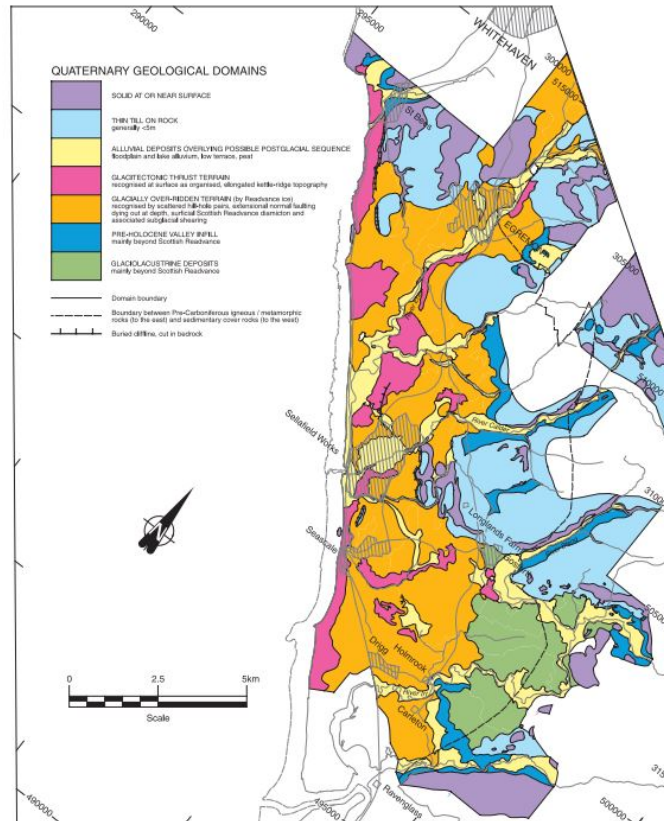 290000
295000
WHITEHAVEN
300000
515000
QUATERNARY GEOLOGICAL DOMAINS
SOLID AT OR NEAR SURFACE
THIN TILL ON ROCK
generally <5m
ALLUVIAL DEPOSITS OVERLYING POSSIBLE POSTGLACIAL SEQUENCE
floodplain and lake alluvium, low terrace, peat
GLACITECTONIC THRUST TERRAIN
recognised at surface as organised, elongated kettle-ridge topography
GLACIALLY OVER-RIDDEN TERRAIN (by Readvance ice)
recognised by scattered hill-hole pairs, extensional normal faulting
dying out at depth, surficial Scottish Readvance diamicton and
associated subglacial shearing
PRE-HOLOCENE VALLEY INFILL
mainly beyond Scottish Readvance
GLACIOLACUSTRINE DEPOSITS
mainly beyond Scottish Readvance
Domain boundary
Boundary between Pre-Carboniferous igneous / metamorphic
rocks (to the east) and sedimentary cover rocks (to the west)
Buried cliffline, cut in bedrock
St Bees
EGREM
305000
510000
Sellafield Works
River Calder
Longlands Farm
Seascale
Drigg
Holmrook
Carleton
0
2.5
5km
Scale
Ravenglass
490000
495000
500000